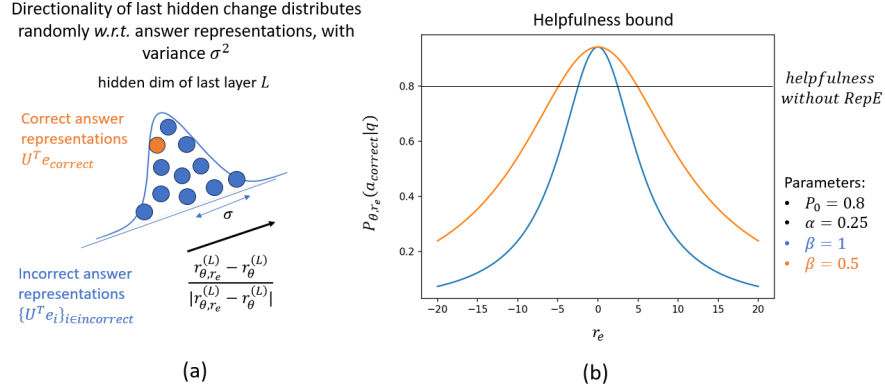 Directionality of last hidden change distributes
randomly w.r.t. answer representations, with
variance σ²
hidden dim of last layer L
Correct answer
representations
Uᵀe_correct
σ
r_{θ,r_e}^{(L)} − r_θ^{(L)}
|r_{θ,r_e}^{(L)} − r_θ^{(L)}|
Incorrect answer
representations
{Uᵀe_i}_{i∈incorrect}
(a)
Helpfulness bound
P_{θ,r_e}(a_correct|q)
0.8
0.6
0.4
0.2
−20 −15 −10 −5 0 5 10 15 20
r_e
helpfulness
without RepE
Parameters:
• P₀ = 0.8
• α = 0.25
• β = 1
• β = 0.5
(b)